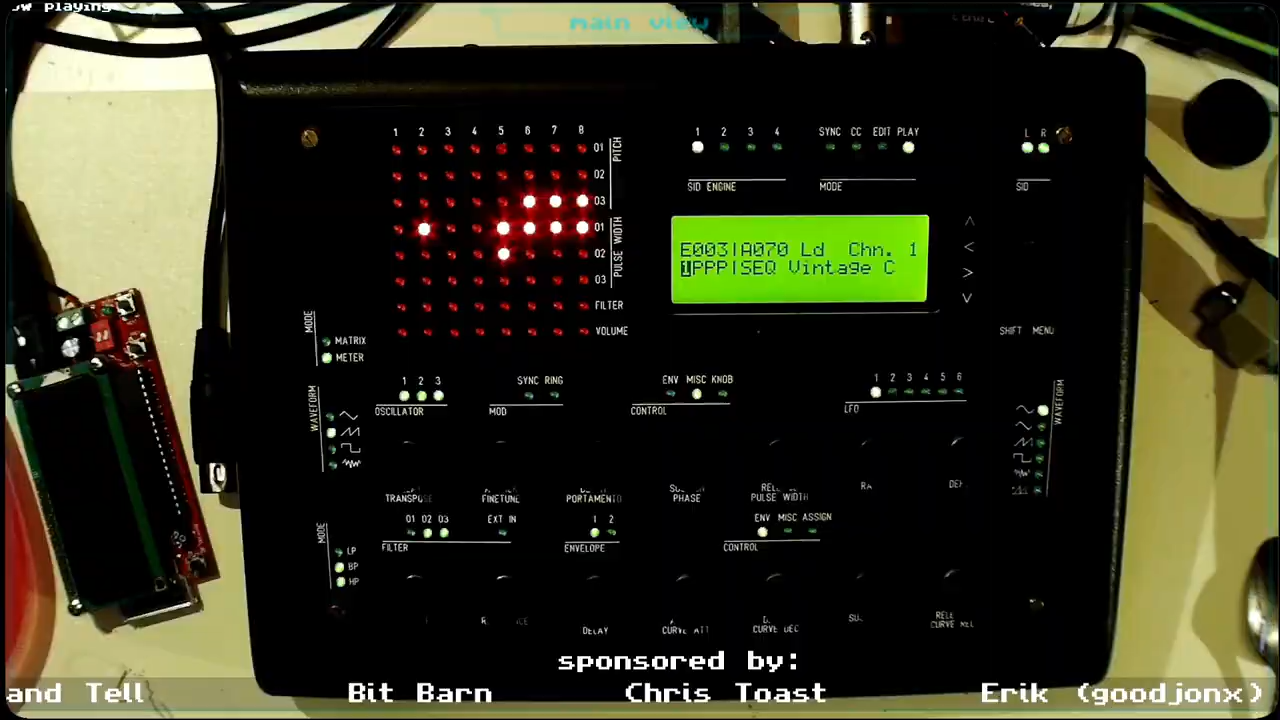 ow playing:
main view
1 2 3 4 5 6 7 8
01
02
03
PITCH
01
02
03
PULSE WIDTH
FILTER
VOLUME
1 2 3 4
SID ENGINE
SYNC CC EDIT PLAY
MODE
L R
SID
E003|A070 Ld Chn. 1
1PPP|SEQ Vintage C
SHIFT MENU
MODE
MATRIX
METER
1 2 3
OSCILLATOR
SYNC RING
MOD
ENV MISC KNOB
CONTROL
1 2 3 4 5 6
LFO
WAVEFORM
WAVEFORM
TRANSPOSE
FINETUNE
PORTAMENTO
PHASE
PULSE WIDTH
01 02 03 EXT IN
FILTER
1 2
ENVELOPE
ENV MISC ASSIGN
CONTROL
MODE
LP
BP
HP
DELAY
CURVE ATT
CURVE DEC
CURVE REL
sponsored by:
and Tell Bit Barn Chris Toast Erik (goodjonx)